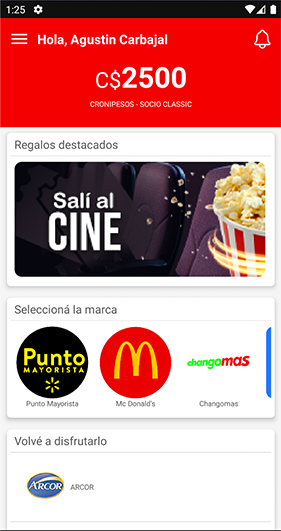 1:25
Hola, Agustín Carbajal
C$2500
CRONIPESOS - SOCIO CLASSIC
Regalos destacados
Salí al
CINE
Seleccioná la marca
Punto
MAYORISTA
M
changomas
Punto Mayorista
Mc Donald's
Changomas
Volvé a disfrutarlo
ARCOR
ARCOR